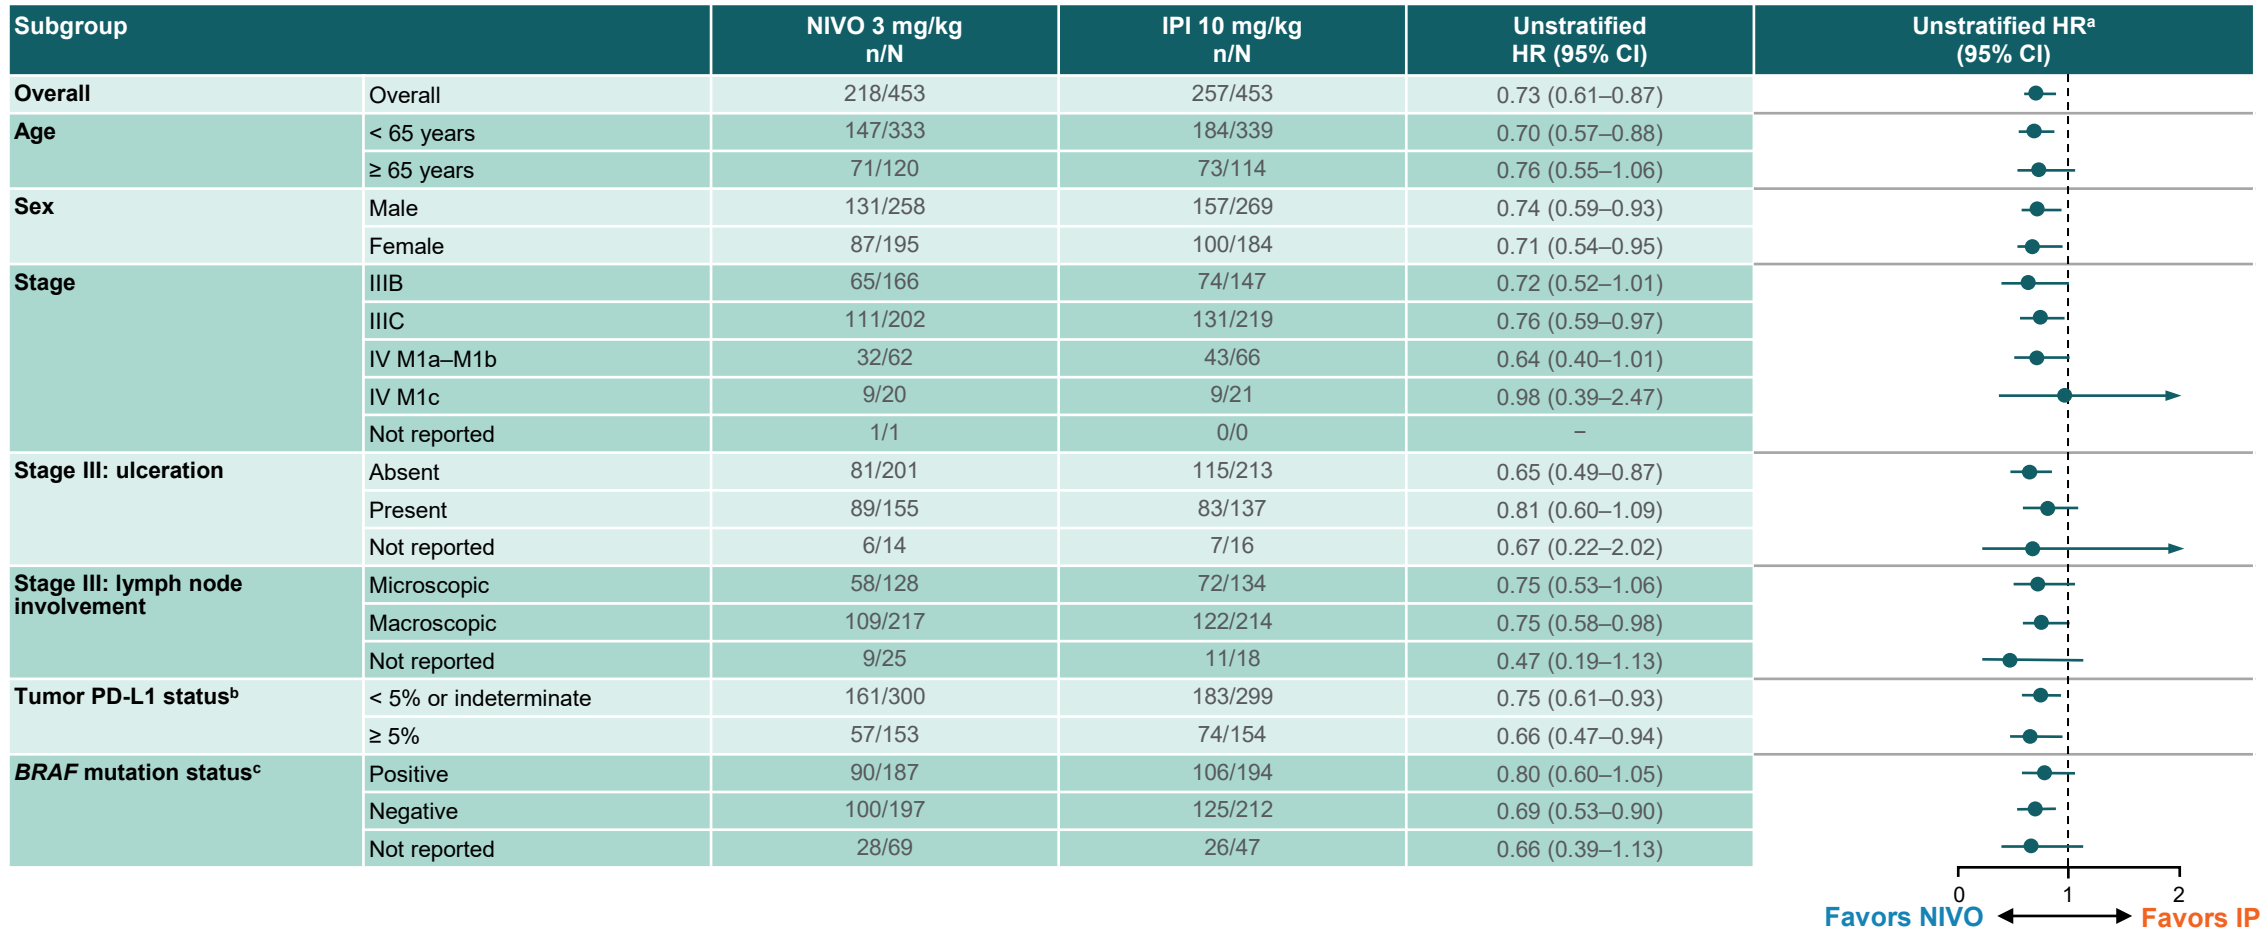 Subgroup NIVO 3 mg/kg n/N IPI 10 mg/kg n/N Unstratified HR (95% CI) Unstratified HRᵃ (95% CI)
Overall Overall 218/453 257/453 0.73 (0.61–0.87)
Age < 65 years 147/333 184/339 0.70 (0.57–0.88)
≥ 65 years 71/120 73/114 0.76 (0.55–1.06)
Sex Male 131/258 157/269 0.74 (0.59–0.93)
Female 87/195 100/184 0.71 (0.54–0.95)
Stage IIIB 65/166 74/147 0.72 (0.52–1.01)
IIIC 111/202 131/219 0.76 (0.59–0.97)
IV M1a–M1b 32/62 43/66 0.64 (0.40–1.01)
IV M1c 9/20 9/21 0.98 (0.39–2.47)
Not reported 1/1 0/0 –
Stage III: ulceration Absent 81/201 115/213 0.65 (0.49–0.87)
Present 89/155 83/137 0.81 (0.60–1.09)
Not reported 6/14 7/16 0.67 (0.22–2.02)
Stage III: lymph node involvement Microscopic 58/128 72/134 0.75 (0.53–1.06)
Macroscopic 109/217 122/214 0.75 (0.58–0.98)
Not reported 9/25 11/18 0.47 (0.19–1.13)
Tumor PD-L1 statusᵇ < 5% or indeterminate 161/300 183/299 0.75 (0.61–0.93)
≥ 5% 57/153 74/154 0.66 (0.47–0.94)
BRAF mutation statusᶜ Positive 90/187 106/194 0.80 (0.60–1.05)
Negative 100/197 125/212 0.69 (0.53–0.90)
Not reported 28/69 26/47 0.66 (0.39–1.13)
0 1 2
Favors NIVO Favors IP